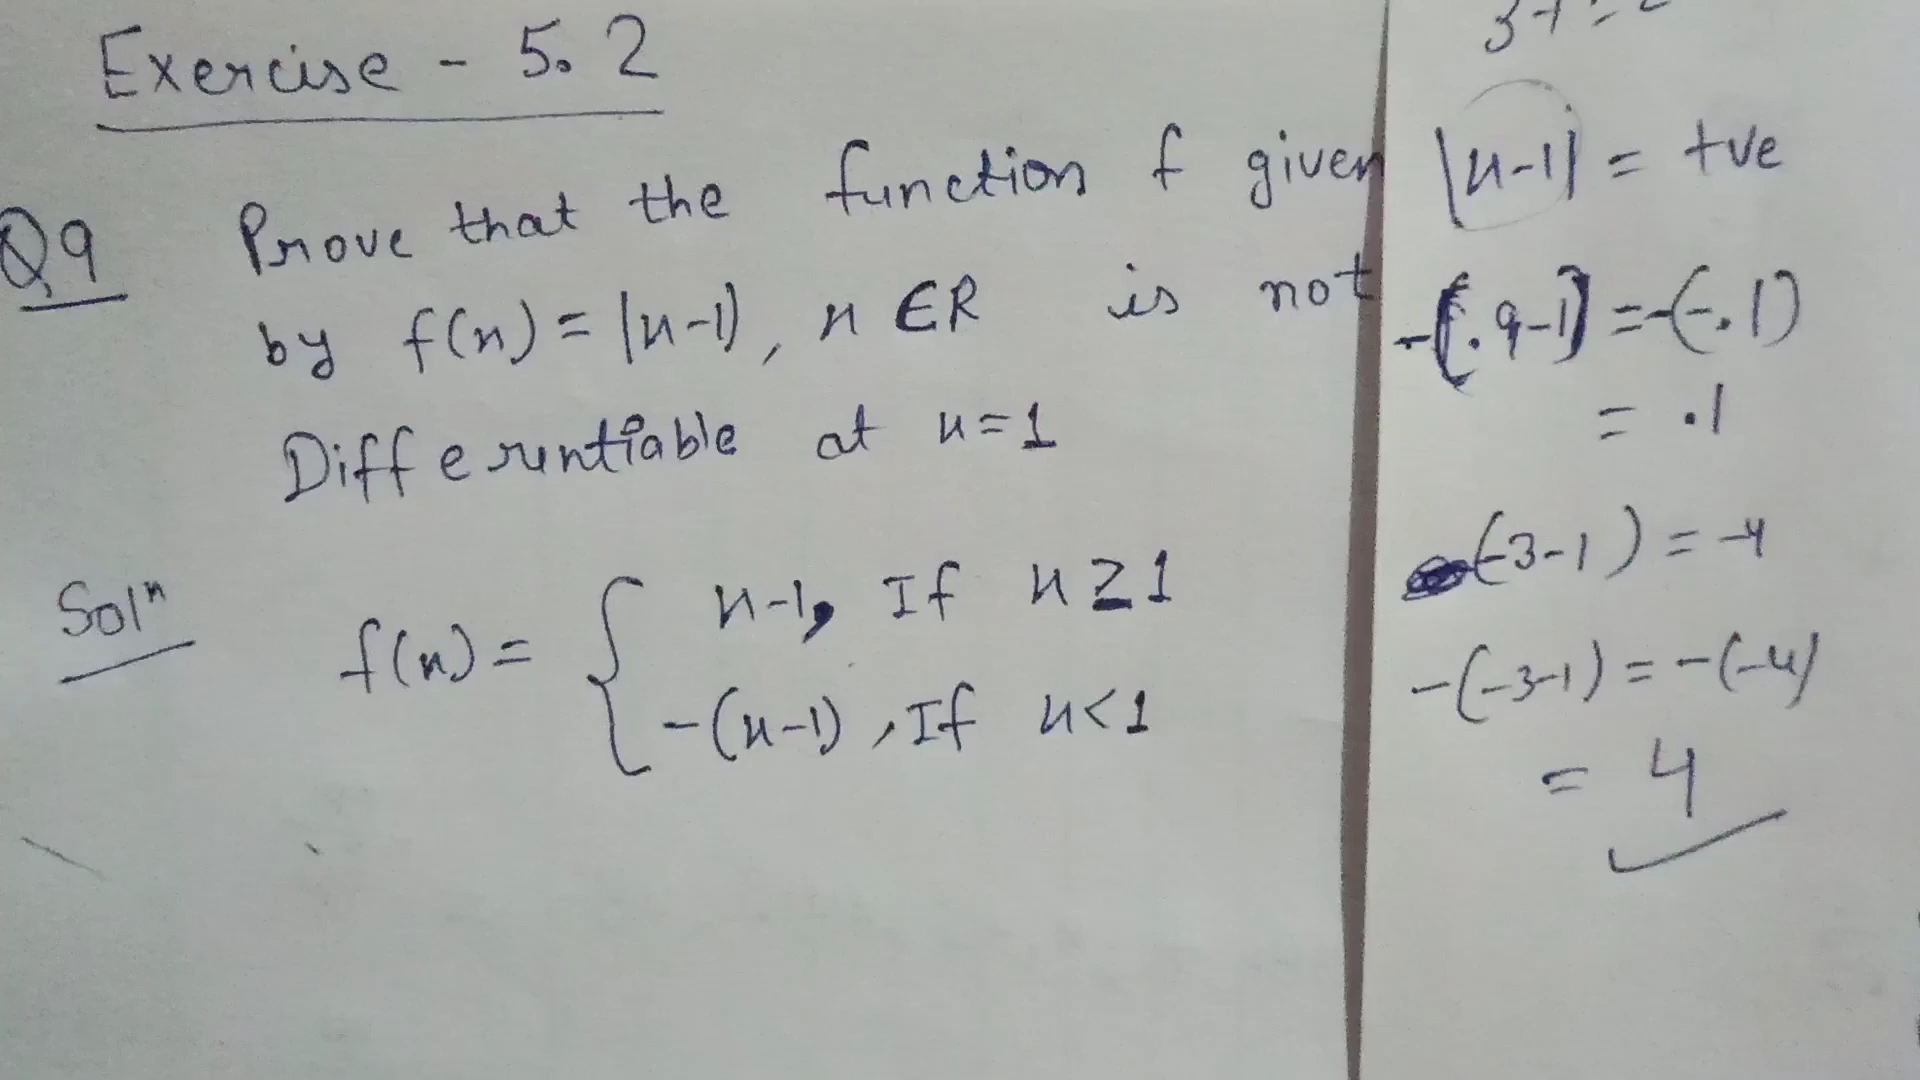 Exercise - 5.2
Q9 Prove that the function f given
by f(x) = |x-1|, x ∈ R is not
Differentiable at x=1
Solⁿ
f(x) = { x-1, If x ≥ 1
-(x-1), If x < 1
|x-1| = +ve
-(.9-1) = -(-.1)
= .1
(-3-1) = -4
-(-3-1) = -(-4)
= 4